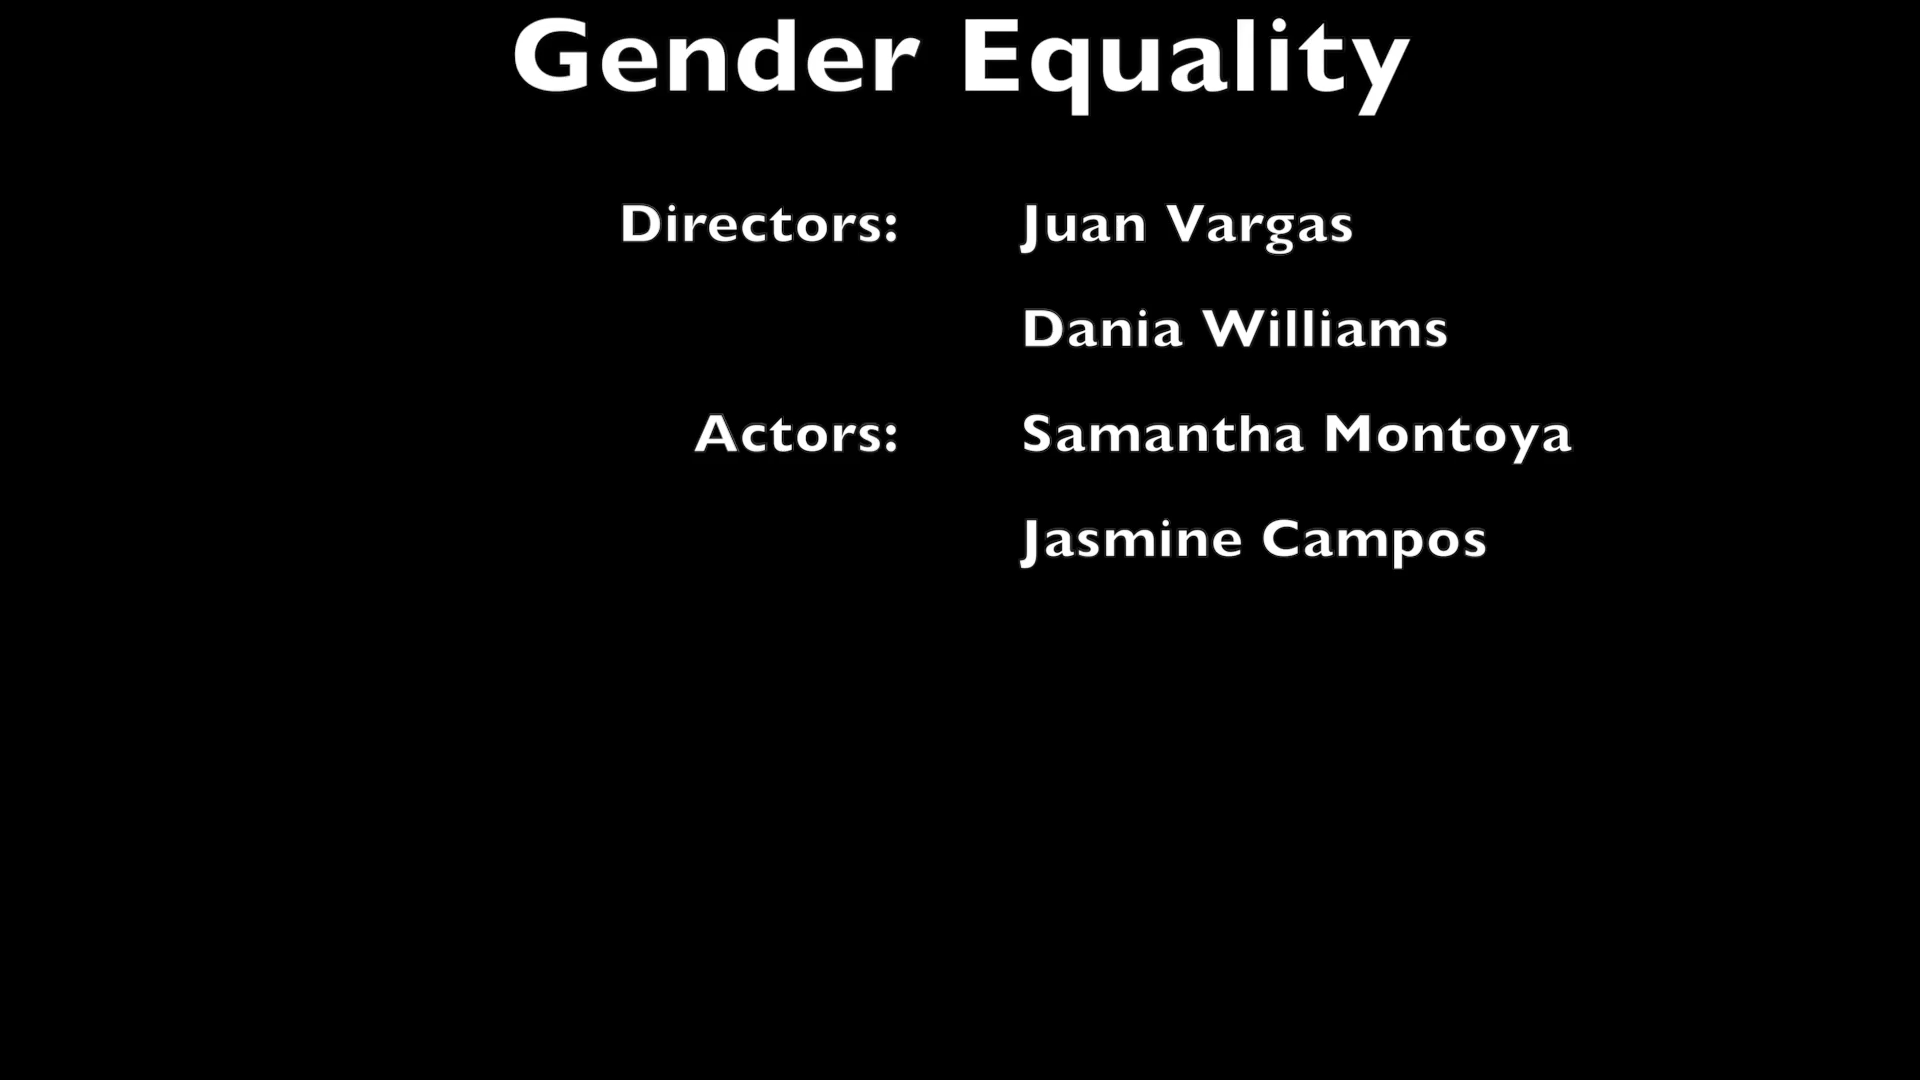 Gender Equality
Directors: Juan Vargas
Dania Williams
Actors: Samantha Montoya
Jasmine Campos